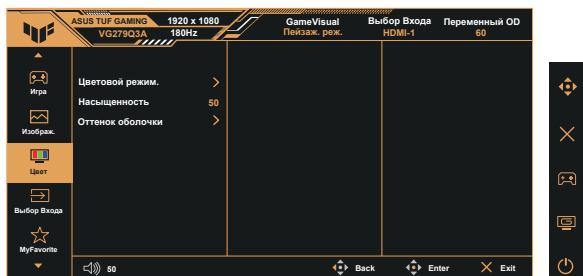 ASUS TUF GAMING 1920 x 1080 GameVisual Выбор Входа Переменный OD
VG279Q3A 180Hz Пейзаж. реж. HDMI-1 60
Игра
Изображ.
Цвет
Выбор Входа
MyFavorite
Цветовой режим.
Насыщенность 50
Оттенок оболочки
50 Back Enter Exit